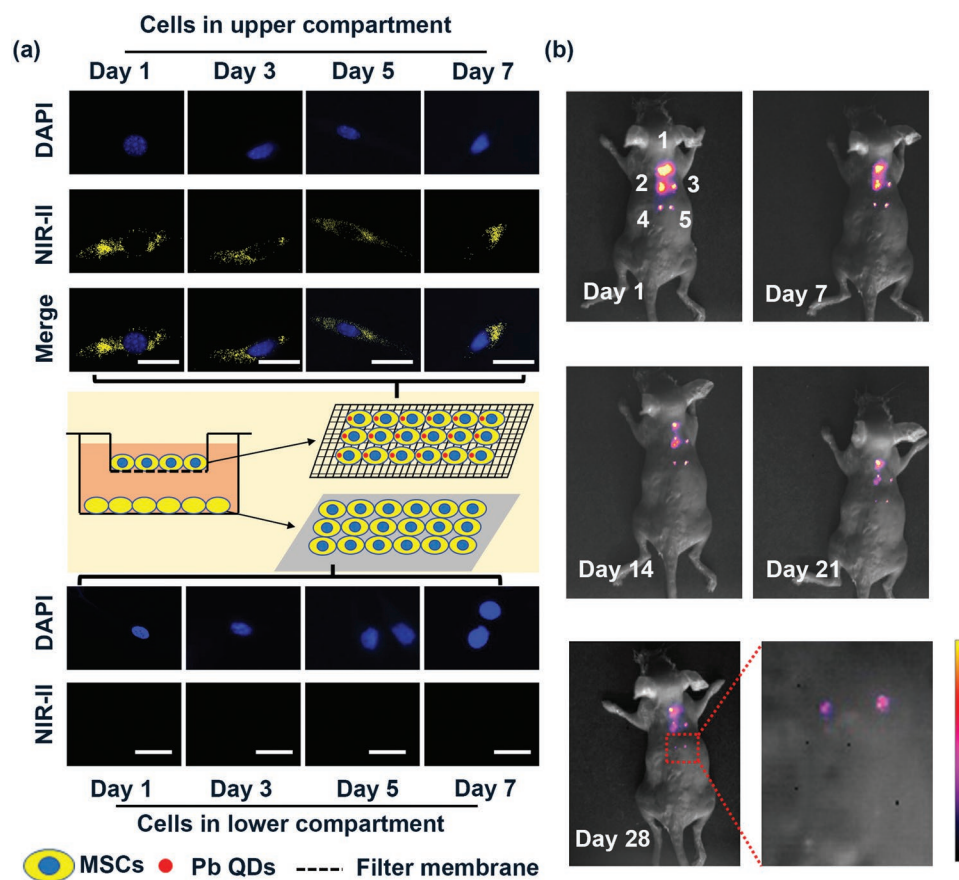 Cells in upper compartment
(a)
Day 1 Day 3 Day 5 Day 7
DAPI
NIR-II
Merge
DAPI
NIR-II
Day 1 Day 3 Day 5 Day 7
Cells in lower compartment
MSCs Pb QDs Filter membrane
(b)
1
2 3
4 5
Day 1
Day 7
Day 14
Day 21
Day 28